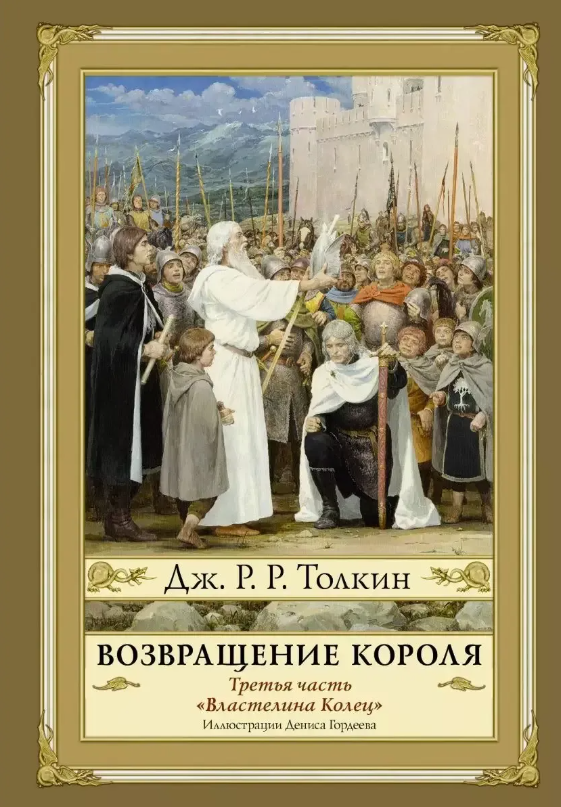 Дж. Р. Р. Толкин
ВОЗВРАЩЕНИЕ КОРОЛЯ
Третья часть
«Властелина Колец»
Иллюстрации Дениса Гордеева